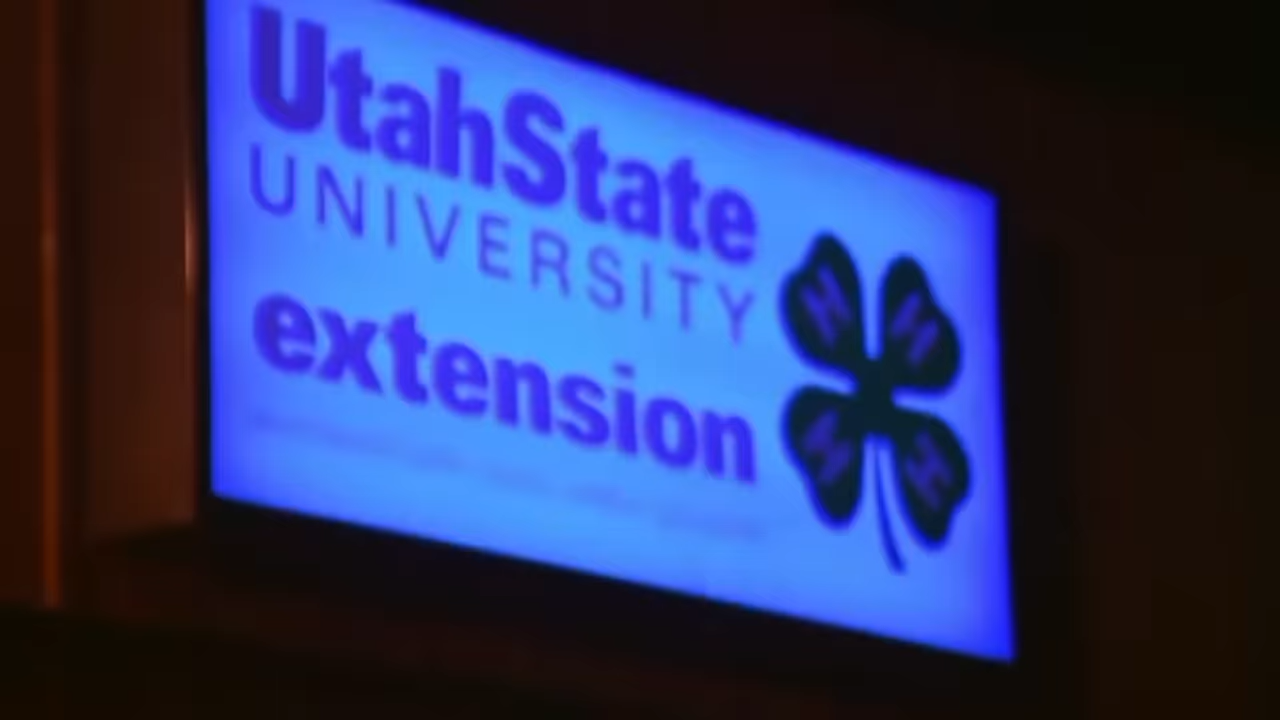 UtahState
UNIVERSITY
extension
H H
H H